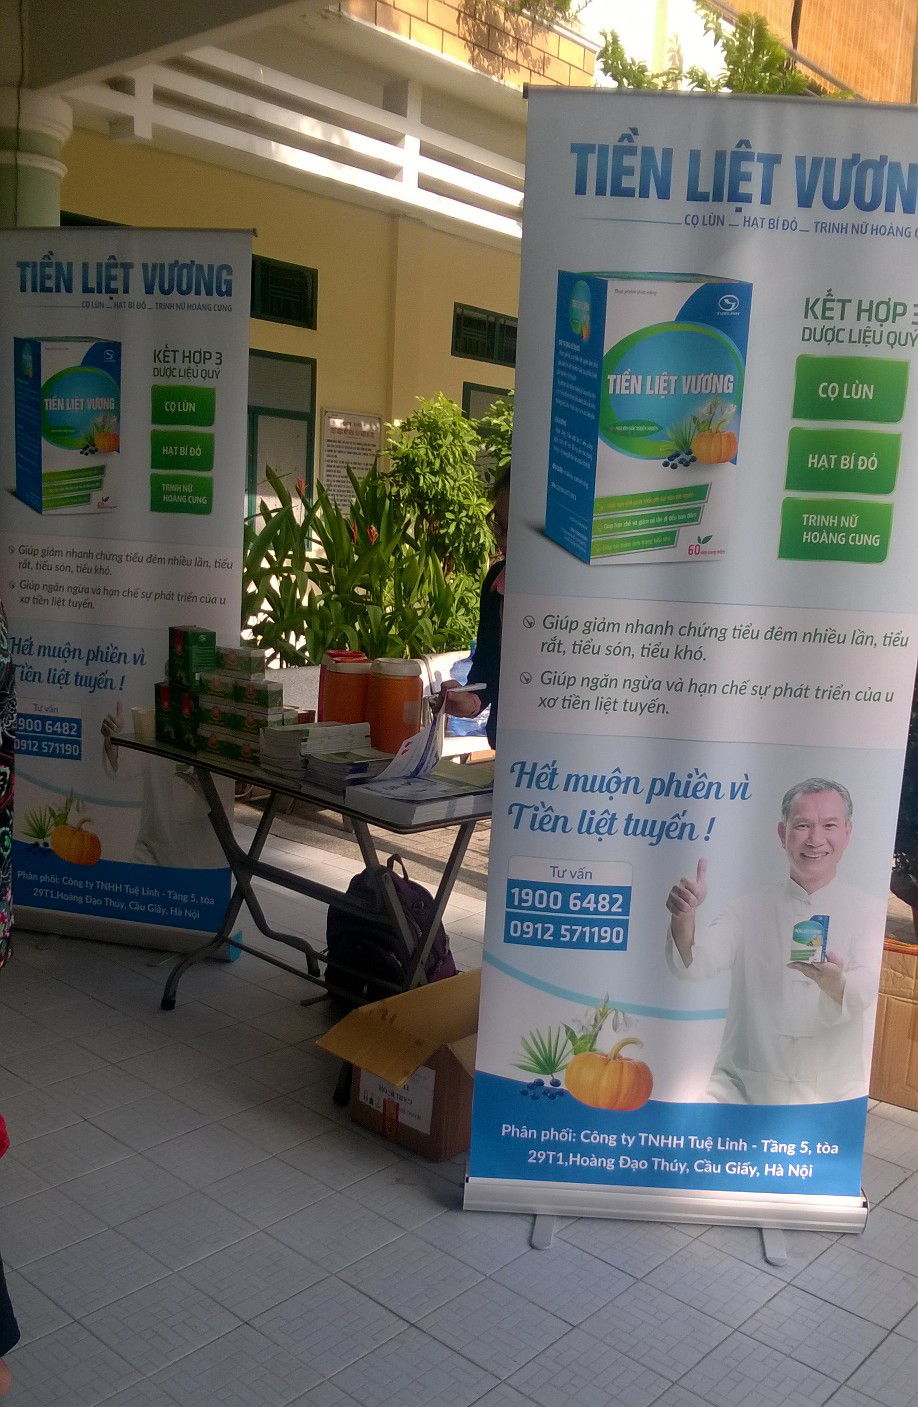 TIỀN LIỆT VƯƠNG
CỌ LÙN _ HẠT BÍ ĐỎ _ TRINH NỮ HOÀNG CUNG
TIỀN LIỆT VƯƠNG
KẾT HỢP 3
DƯỢC LIỆU QUÝ
CỌ LÙN
HẠT BÍ ĐỎ
TRINH NỮ
HOÀNG CUNG
Giúp giảm nhanh chứng tiểu đêm nhiều lần, tiểu
rắt, tiểu són, tiểu khó.
Giúp ngăn ngừa và hạn chế sự phát triển của u
xơ tiền liệt tuyến.
Hết muộn phiền vì
Tiền liệt tuyến !
Tư vấn
1900 6482
0912 571190
Phân phối: Công ty TNHH Tuệ Linh - Tầng 5, tòa
29T1,Hoàng Đạo Thúy, Cầu Giấy, Hà Nội
TIỀN LIỆT VƯƠN
CỌ LÙN _ HẠT BÍ ĐỎ _ TRINH NỮ HOÀNG C
TIỀN LIỆT VƯƠNG
60
KẾT HỢP 3
DƯỢC LIỆU QUÝ
CỌ LÙN
HẠT BÍ ĐỎ
TRINH NỮ
HOÀNG CUNG
Giúp giảm nhanh chứng tiểu đêm nhiều lần, tiểu
rắt, tiểu són, tiểu khó.
Giúp ngăn ngừa và hạn chế sự phát triển của u
xơ tiền liệt tuyến.
Hết muộn phiền vì
Tiền liệt tuyến !
Tư vấn
1900 6482
0912 571190
Phân phối: Công ty TNHH Tuệ Linh - Tầng 5, tòa
29T1,Hoàng Đạo Thúy, Cầu Giấy, Hà Nội